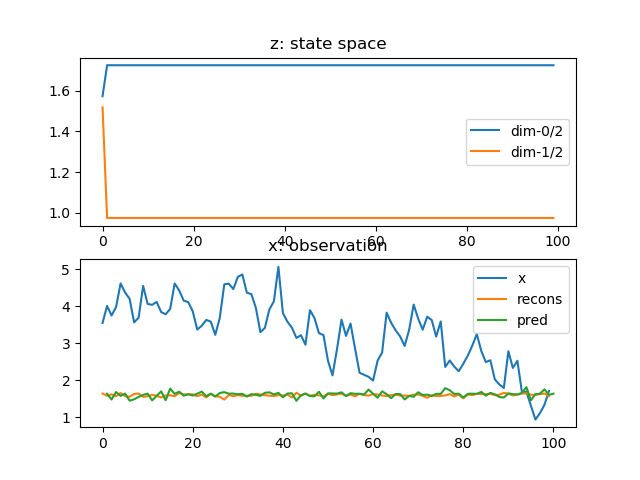 z: state space
1.6
1.4
1.2
1.0
dim-0/2
dim-1/2
0 20 40 60 80 100
x: observation
5
4
3
2
1
x
recons
pred
0 20 40 60 80 100